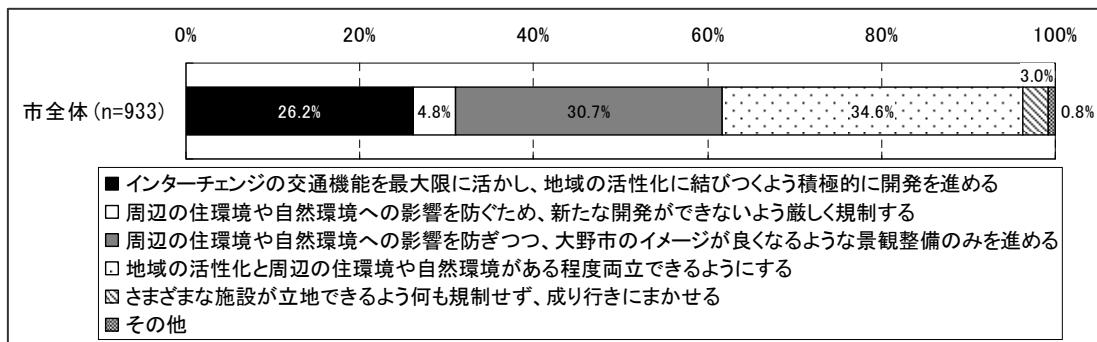 0% 20% 40% 60% 80% 100%
3.0%
市全体(n=933) 26.2% 4.8% 30.7% 34.6% 0.8%
インターチェンジの交通機能を最大限に活かし、地域の活性化に結びつくよう積極的に開発を進める
周辺の住環境や自然環境への影響を防ぐため、新たな開発ができないよう厳しく規制する
周辺の住環境や自然環境への影響を防ぎつつ、大野市のイメージが良くなるような景観整備のみを進める
地域の活性化と周辺の住環境や自然環境がある程度両立できるようにする
さまざまな施設が立地できるよう何も規制せず、成り行きにまかせる
その他